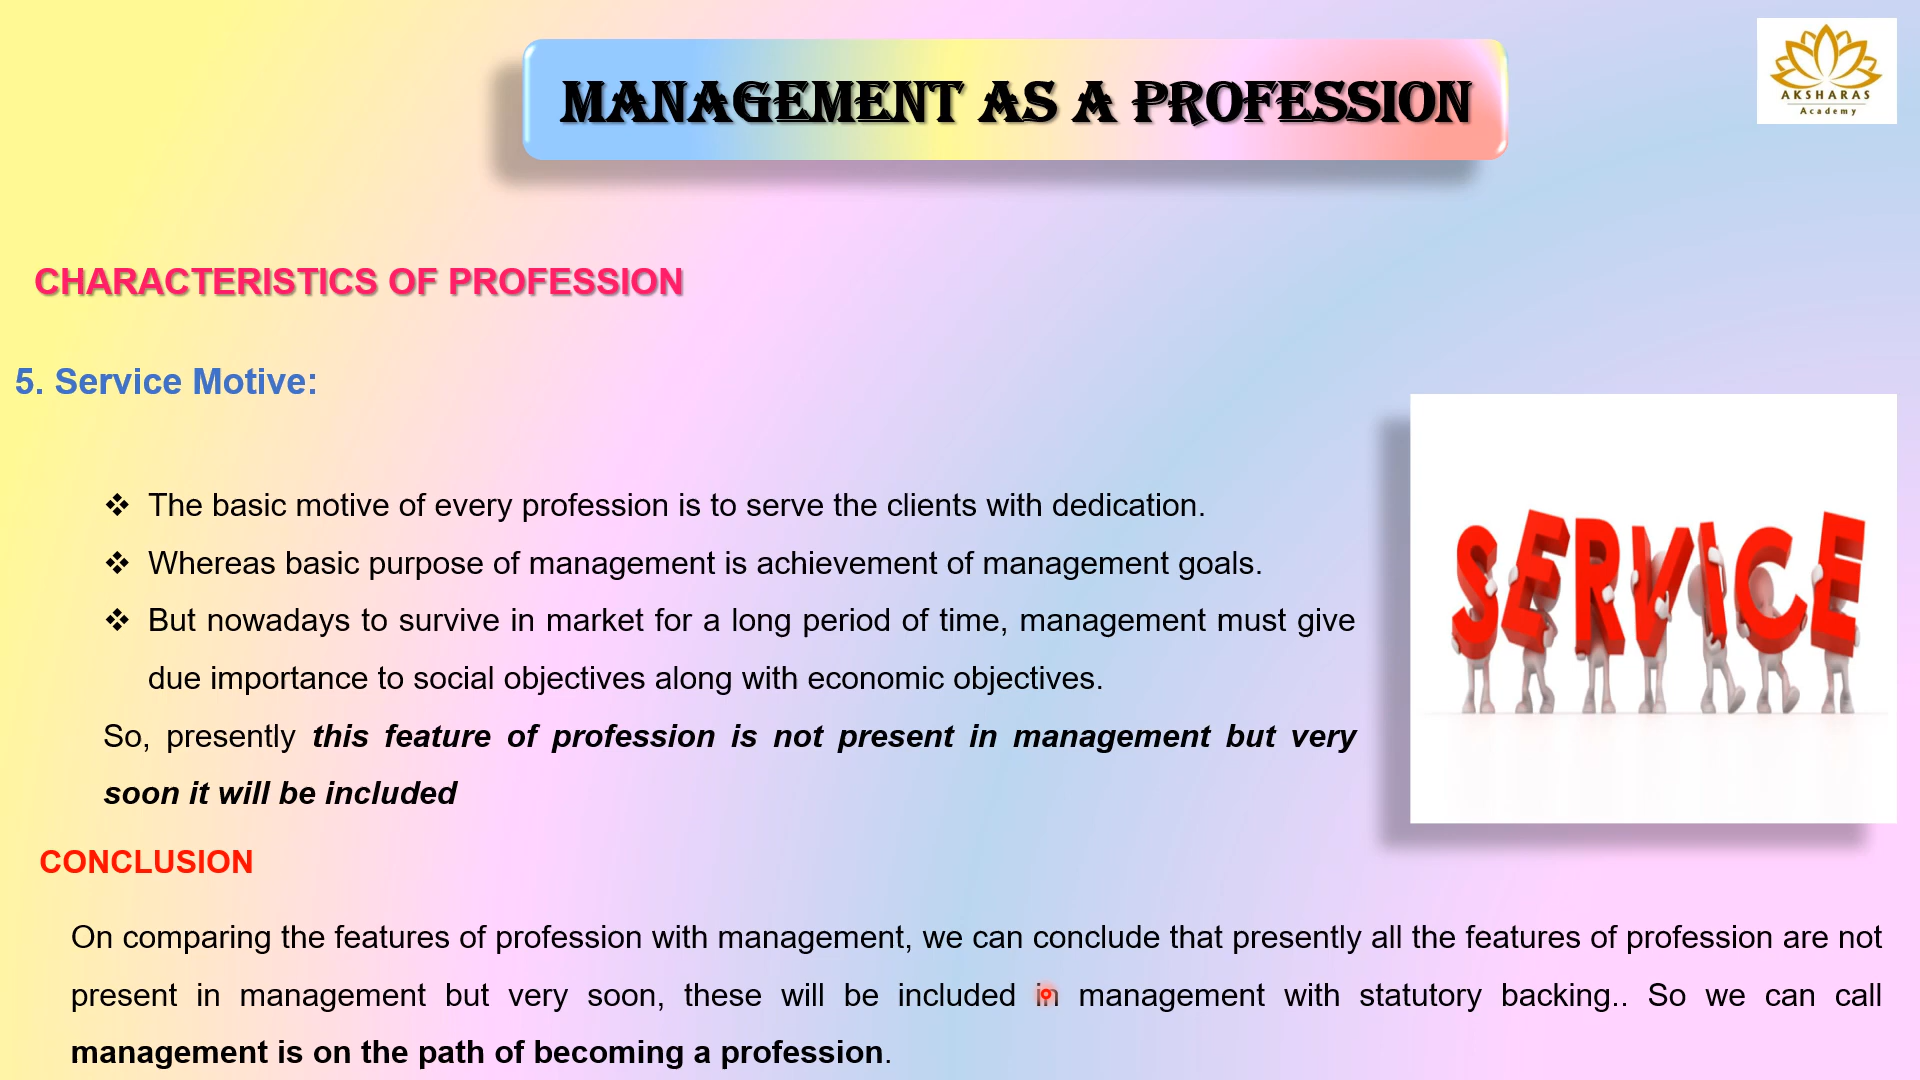 MANAGEMENT AS A PROFESSION
AKSHARAS
Academy
CHARACTERISTICS OF PROFESSION
5. Service Motive:
❖ The basic motive of every profession is to serve the clients with dedication.
❖ Whereas basic purpose of management is achievement of management goals.
❖ But nowadays to survive in market for a long period of time, management must give
due importance to social objectives along with economic objectives.
So, presently this feature of profession is not present in management but very
soon it will be included
SERVICE
CONCLUSION
On comparing the features of profession with management, we can conclude that presently all the features of profession are not
present in management but very soon, these will be included in management with statutory backing.. So we can call
management is on the path of becoming a profession.